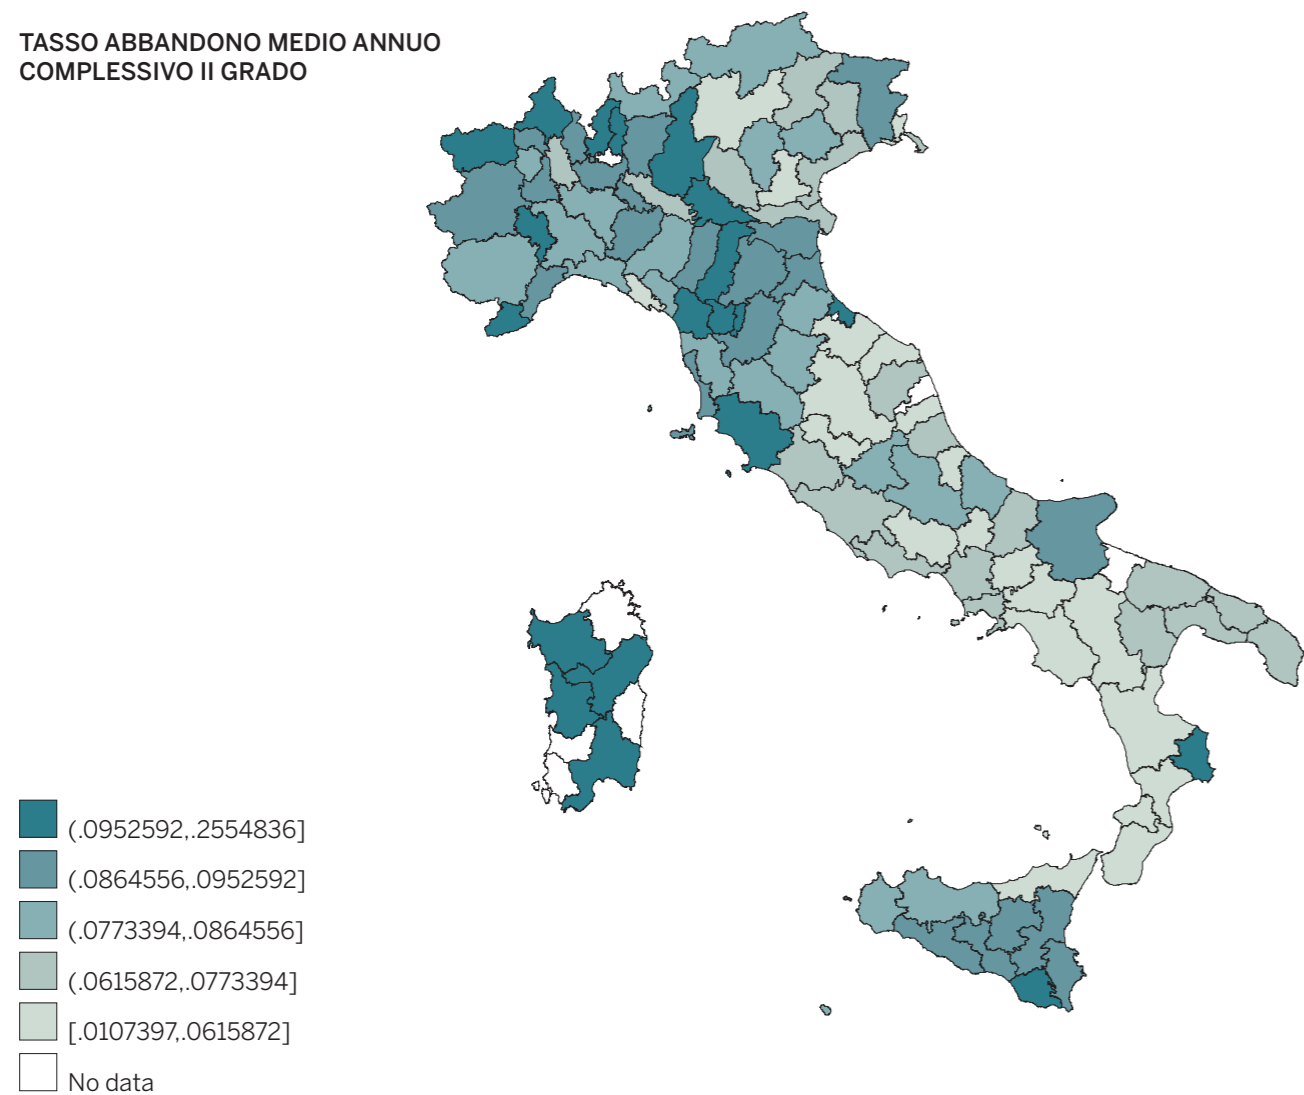 TASSO ABBANDONO MEDIO ANNUO
COMPLESSIVO II GRADO
(.0952592,.2554836]
(.0864556,.0952592]
(.0773394,.0864556]
(.0615872,.0773394]
[.0107397,.0615872]
No data